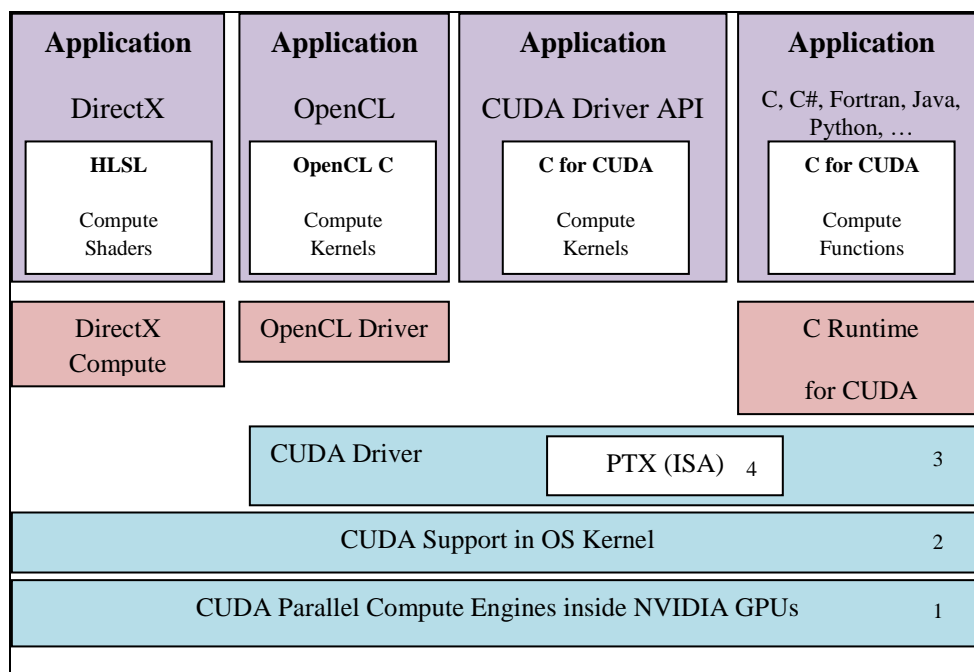 Application
DirectX
HLSL
Compute
Shaders
Application
OpenCL
OpenCL C
Compute
Kernels
Application
CUDA Driver API
C for CUDA
Compute
Kernels
Application
C, C#, Fortran, Java,
Python, …
C for CUDA
Compute
Functions
DirectX
Compute
OpenCL Driver
C Runtime
for CUDA
CUDA Driver
PTX (ISA) 4
3
CUDA Support in OS Kernel
2
CUDA Parallel Compute Engines inside NVIDIA GPUs
1